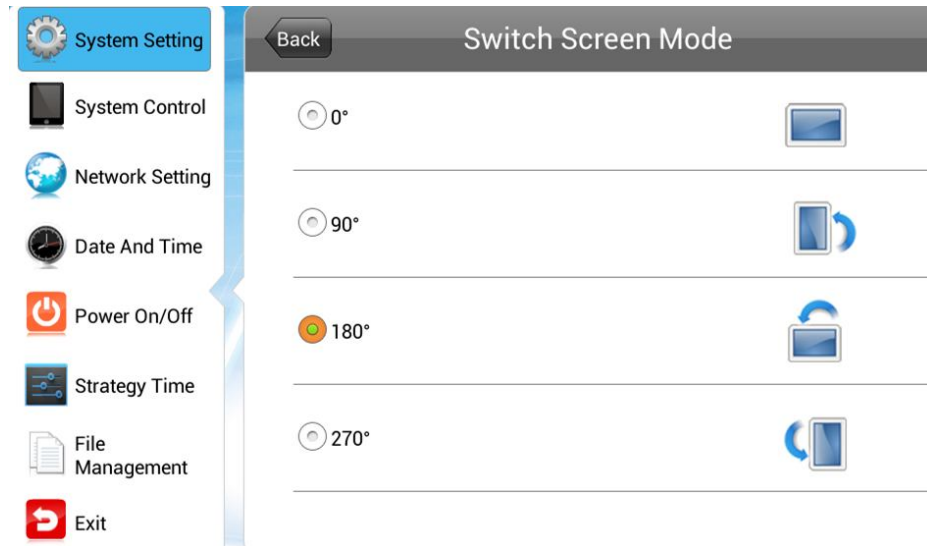 System Setting
System Control
Network Setting
Date And Time
Power On/Off
Strategy Time
File
Management
Exit
Back
Switch Screen Mode
0°
90°
180°
270°